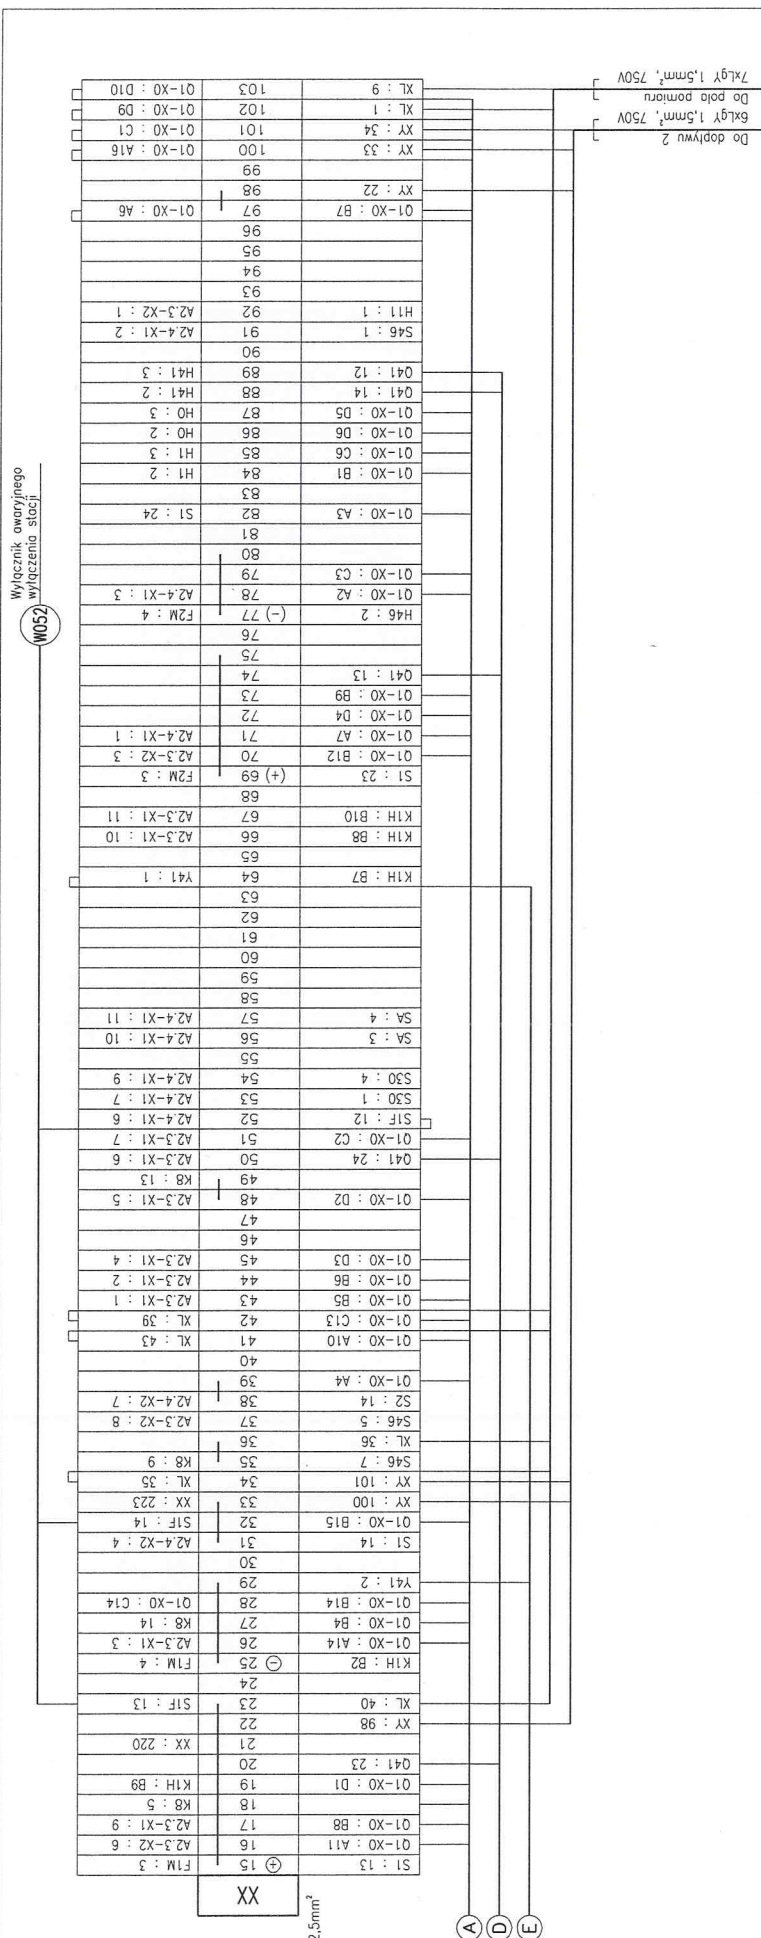 E D A
2,5mm²
XX
S1 : 13 15 (+) F1M : 3
Q1-X0 : A11 16 A2.3-X2 : 6
Q1-X0 : B8 17 A2.3-X1 : 9
18 K8 : 5
Q1-X0 : D1 19 K1H : B9
Q41 : 23 20
21 XX : 220
XY : 98 22
XL : 40 23 S1F : 13
24
K1H : B2 25 (-) F1M : 4
Q1-X0 : A14 26 A2.3-X1 : 3
Q1-X0 : B4 27 K8 : 14
Q1-X0 : B14 28 Q1-X0 : C14
Y41 : 2 29
30
S1 : 14 31 A2.4-X2 : 4
Q1-X0 : B15 32 S1F : 14
XY : 100 33 XX : 223
XY : 101 34 XL : 35
S46 : 7 35 K8 : 9
XL : 36 36
S46 : 5 37 A2.3-X2 : 8
S2 : 14 38 A2.4-X2 : 7
Q1-X0 : A4 39
40
Q1-X0 : A10 41 XL : 43
Q1-X0 : C13 42 XL : 39
Q1-X0 : B5 43 A2.3-X1 : 1
Q1-X0 : B6 44 A2.3-X1 : 2
Q1-X0 : D3 45 A2.3-X1 : 4
46
47
Q1-X0 : D2 48 A2.3-X1 : 5
49 K8 : 13
Q41 : 24 50 A2.3-X1 : 6
Q1-X0 : C2 51 A2.3-X1 : 7
S1F : 12 52 A2.4-X1 : 6
S30 : 1 53 A2.4-X1 : 7
S30 : 4 54 A2.4-X1 : 9
55
SA : 3 56 A2.4-X1 : 10
SA : 4 57 A2.4-X1 : 11
58
59
60
61
62
63
K1H : B7 64 Y41 : 1
65
K1H : B8 66 A2.3-X1 : 10
K1H : B10 67 A2.3-X1 : 11
68
S1 : 23 69 (+) F2M : 3
Q1-X0 : B12 70 A2.3-X2 : 3
Q1-X0 : A7 71 A2.4-X1 : 1
Q1-X0 : D4 72
Q1-X0 : B9 73
Q41 : 13 74
75
76
H46 : 2 77 (-) F2M : 4
Q1-X0 : A2 78 A2.4-X1 : 3
Q1-X0 : C3 79
80
81
Q1-X0 : A3 82 S1 : 24
83
Q1-X0 : B1 84 H1 : 2
Q1-X0 : C6 85 H1 : 3
Q1-X0 : D6 86 H0 : 2
Q1-X0 : D5 87 H0 : 3
Q41 : 14 88 H41 : 2
Q41 : 12 89 H41 : 3
90
S46 : 1 91 A2.4-X1 : 2
H11 : 1 92 A2.3-X2 : 1
93
94
95
96
Q1-X0 : B7 97 Q1-X0 : A6
XY : 22 98
99
XY : 33 100 Q1-X0 : A16
XY : 34 101 Q1-X0 : C1
XL : 1 102 Q1-X0 : D9
XL : 9 103 Q1-X0 : D10
W052
Wyłącznik awaryjnego
wyłączenia stacji
Do dopływu 2
6xLgY 1,5mm², 750V
Do pola pomiaru
7xLgY 1,5mm², 750V